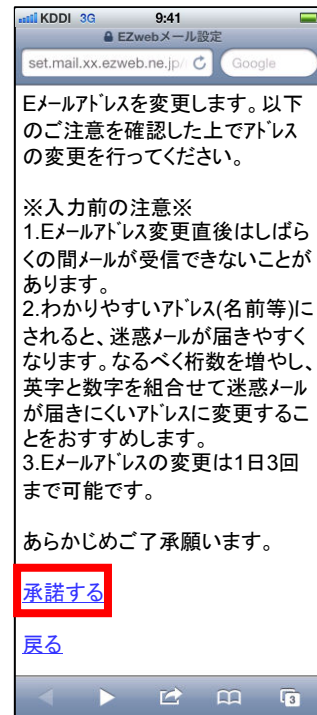 KDDI 3G 9:41
EZwebメール設定
set.mail.xx.ezweb.ne.jp/ Google
Eメールアドレスを変更します。以下
のご注意を確認した上でアドレス
の変更を行ってください。
※入力前の注意※
1.Eメールアドレス変更直後はしばら
くの間メールが受信できないことが
あります。
2.わかりやすいアドレス(名前等)に
されると、迷惑メールが届きやすく
なります。なるべく桁数を増やし、
英字と数字を組合せて迷惑メール
が届きにくいアドレスに変更するこ
とをおすすめします。
3.Eメールアドレスの変更は1日3回
まで可能です。
あらかじめご了承願います。
承諾する
戻る
3